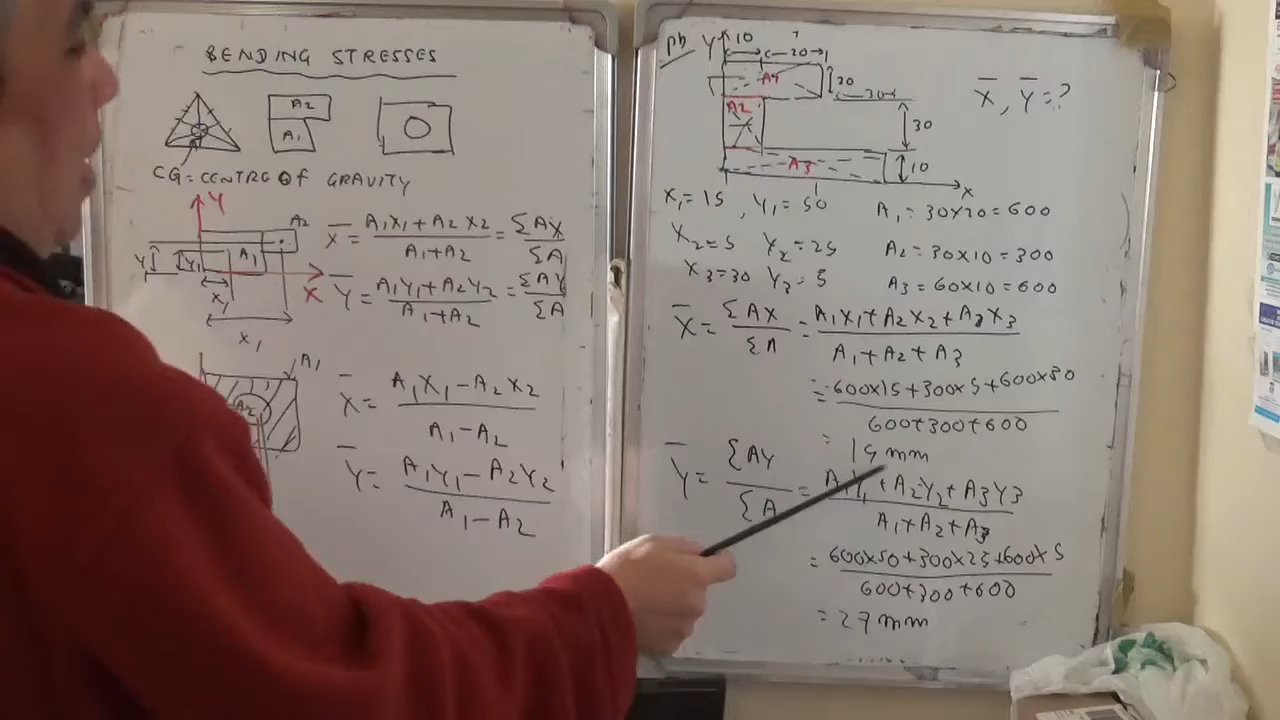 BENDING STRESSES
A2
A1
CG = CENTRE OF GRAVITY
Y
A2
A1
Y Y1
X1
X
X1
X̄ = (A1X1 + A2X2)/(A1 + A2) = ΣAX/ΣA
Ȳ = (A1Y1 + A2Y2)/(A1 + A2) = ΣAY/ΣA
A1
A2
X̄ = (A1X1 - A2X2)/(A1 - A2)
Ȳ = (A1Y1 - A2Y2)/(A1 - A2)
Pb Y 10 20
A1 20
30
A2 30
A3 10
X
X̄, Ȳ = ?
X1 = 15, Y1 = 50 A1 = 30×20 = 600
X2 = 5 Y2 = 25 A2 = 30×10 = 300
X3 = 30 Y3 = 5 A3 = 60×10 = 600
X̄ = ΣAX/ΣA = (A1X1 + A2X2 + A3X3)/(A1 + A2 + A3)
= (600×15 + 300×5 + 600×30)/(600 + 300 + 600)
= 19 mm
Ȳ = ΣAY/ΣA = (A1Y1 + A2Y2 + A3Y3)/(A1 + A2 + A3)
= (600×50 + 300×25 + 600×5)/(600 + 300 + 600)
= 27 mm